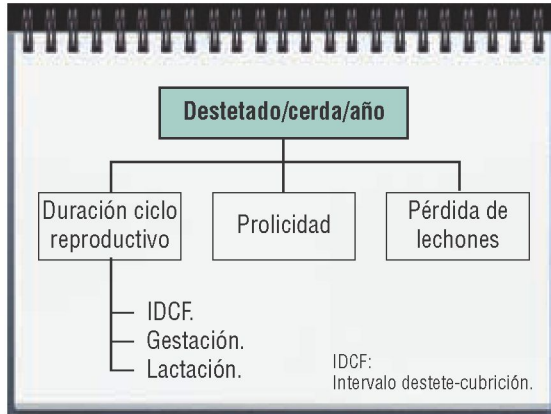 Destetado/cerda/año
Duración ciclo
reproductivo
Prolicidad
Pérdida de
lechones
IDCF.
Gestación.
Lactación.
IDCF:
Intervalo destete-cubrición.